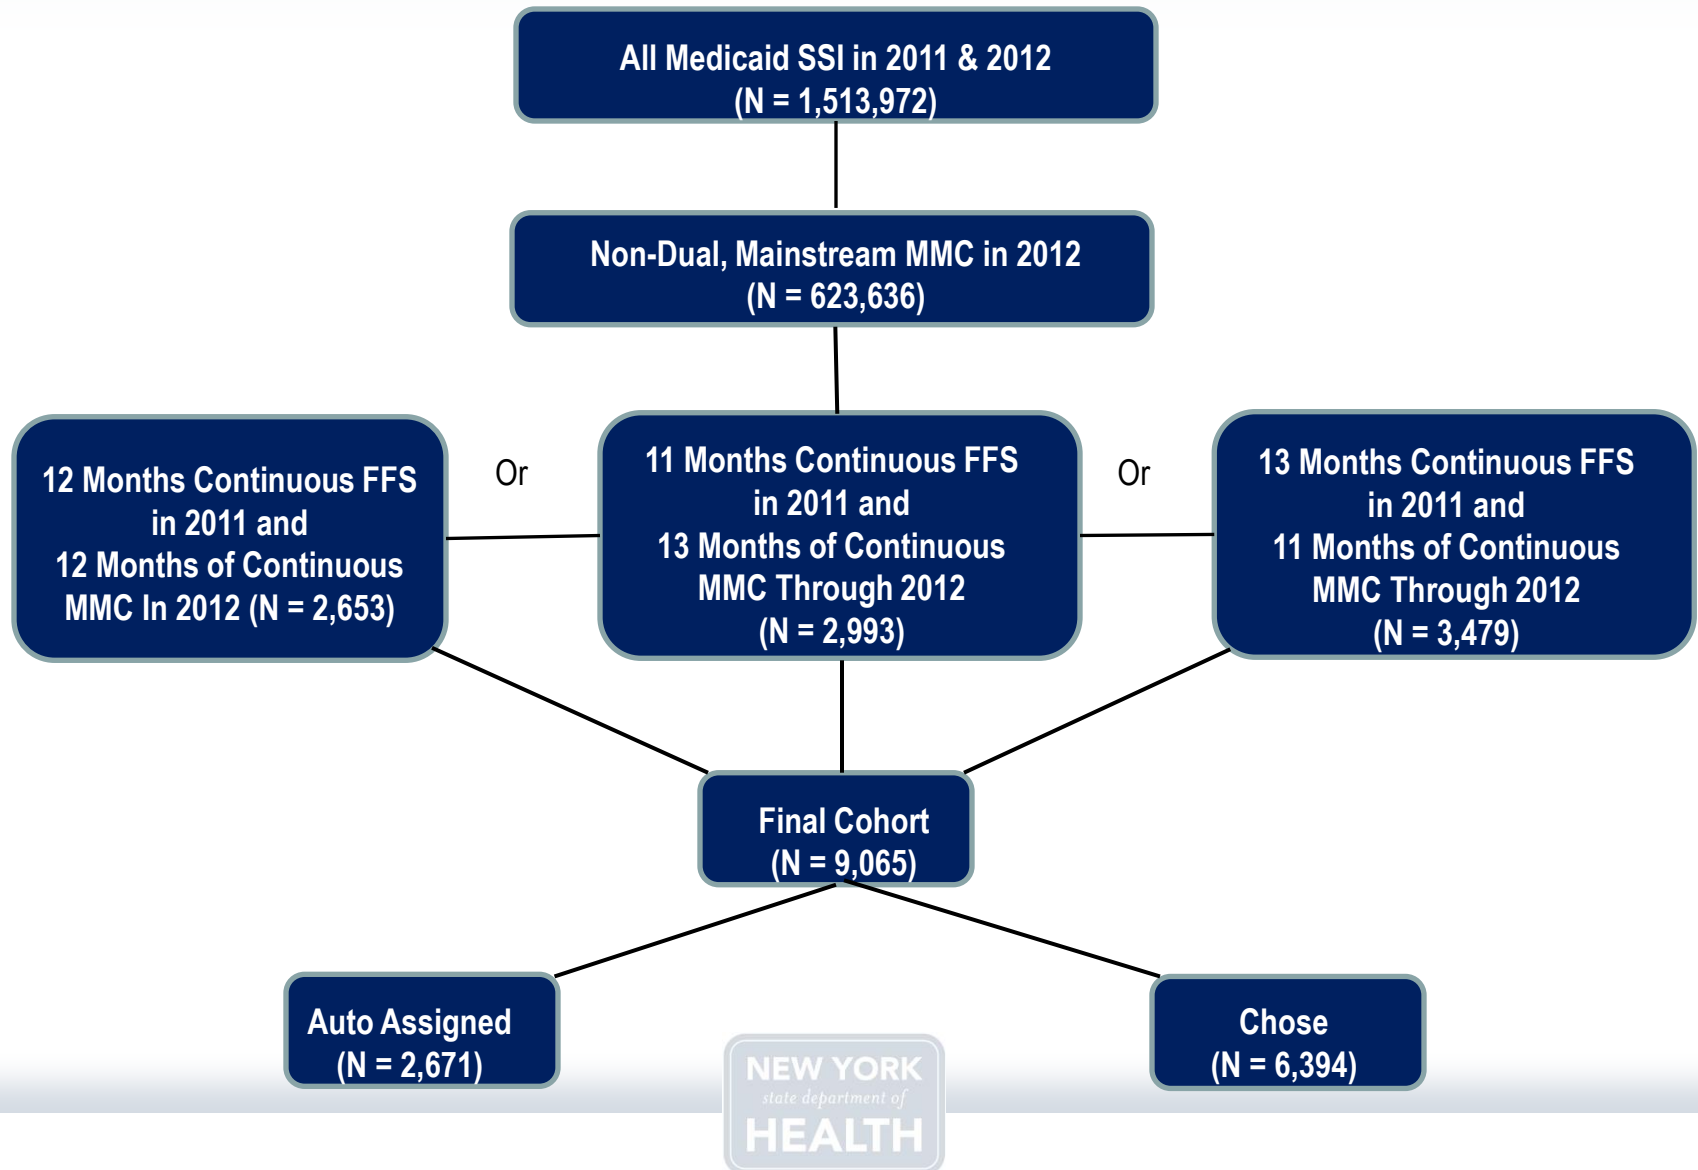 All Medicaid SSI in 2011 & 2012
(N = 1,513,972)
Non-Dual, Mainstream MMC in 2012
(N = 623,636)
12 Months Continuous FFS
in 2011 and
12 Months of Continuous
MMC In 2012 (N = 2,653)
Or
11 Months Continuous FFS
in 2011 and
13 Months of Continuous
MMC Through 2012
(N = 2,993)
Or
13 Months Continuous FFS
in 2011 and
11 Months of Continuous
MMC Through 2012
(N = 3,479)
Final Cohort
(N = 9,065)
Auto Assigned
(N = 2,671)
Chose
(N = 6,394)
NEW YORK
state department of
HEALTH